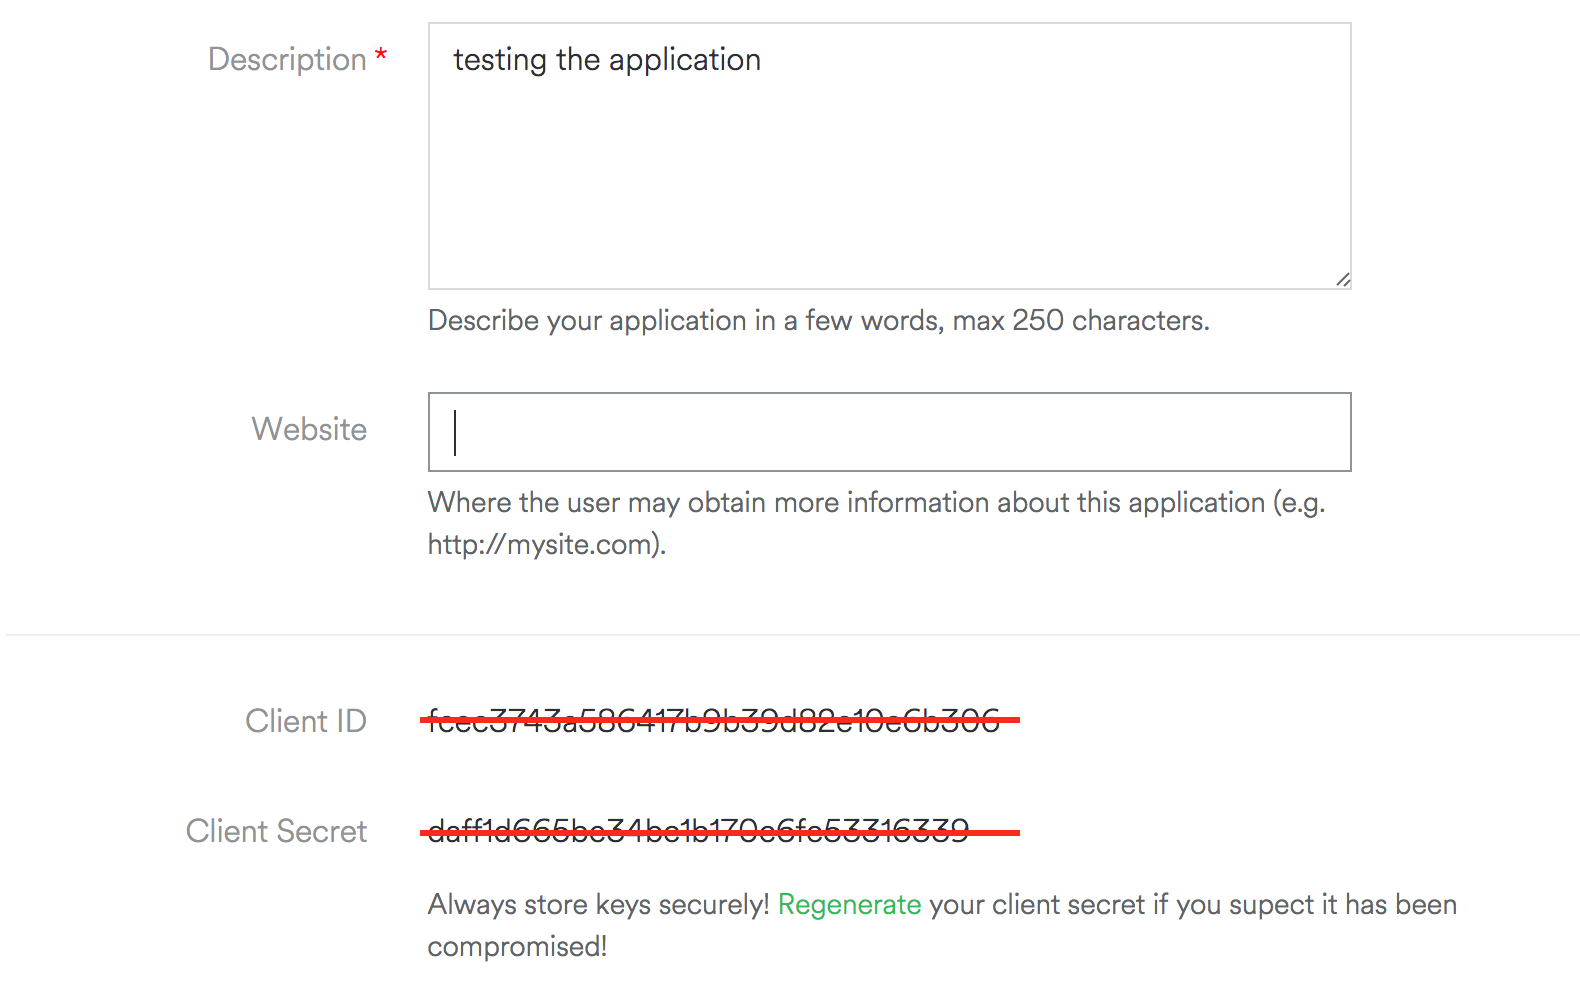 Description *
testing the application
Describe your application in a few words, max 250 characters.
Website
Where the user may obtain more information about this application (e.g.
http://mysite.com).
Client ID
Client Secret
Always store keys securely! Regenerate your client secret if you supect it has been
compromised!